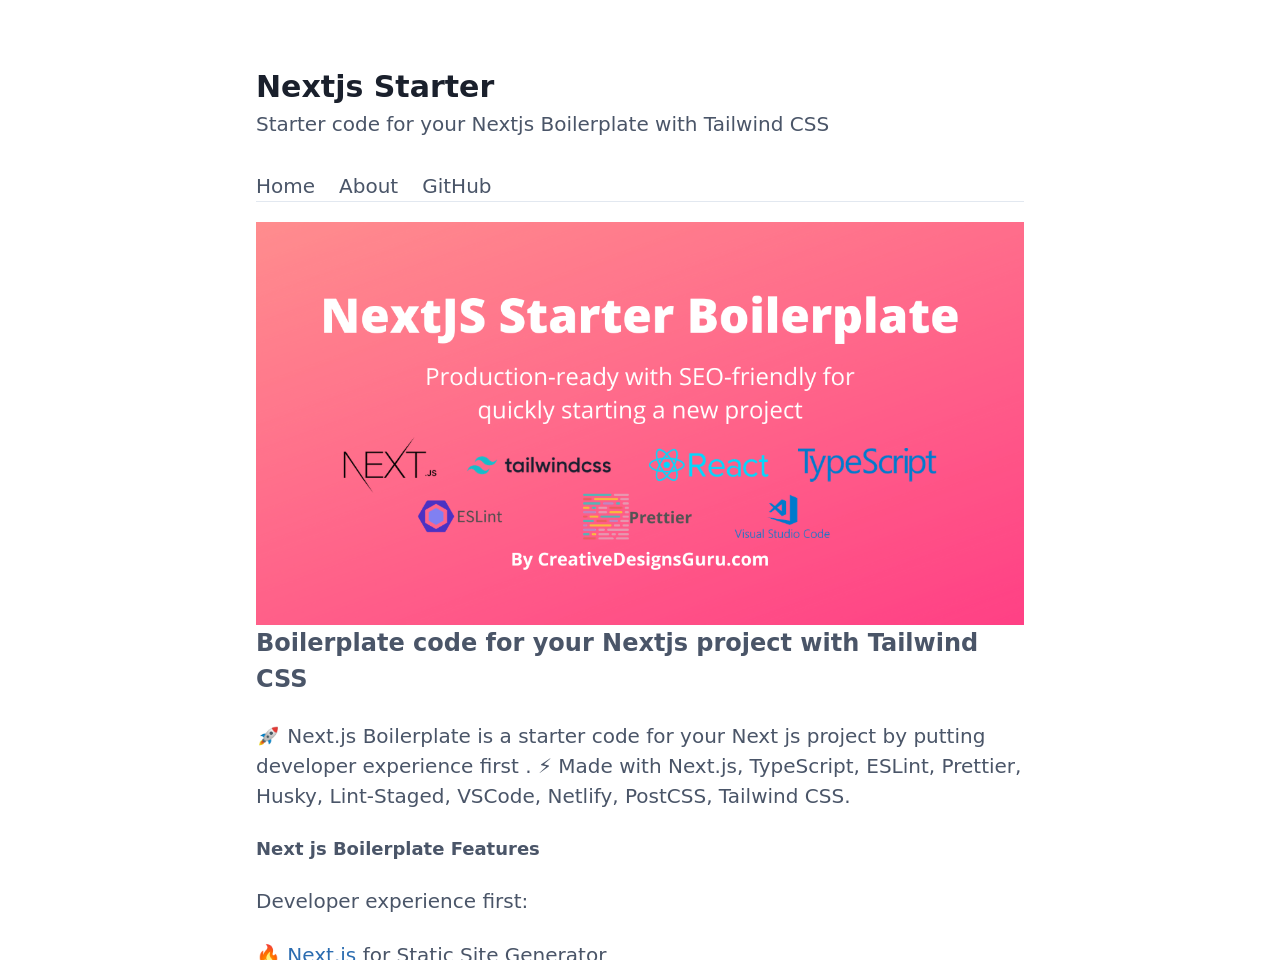 Nextjs Starter
Starter code for your Nextjs Boilerplate with Tailwind CSS
Home About GitHub
NextJS Starter Boilerplate
Production-ready with SEO-friendly for
quickly starting a new project
NEXT.JS tailwindcss React TypeScript
ESLint Prettier Visual Studio Code
By CreativeDesignsGuru.com
Boilerplate code for your Nextjs project with Tailwind
CSS
🚀 Next.js Boilerplate is a starter code for your Next js project by putting
developer experience first . ⚡ Made with Next.js, TypeScript, ESLint, Prettier,
Husky, Lint-Staged, VSCode, Netlify, PostCSS, Tailwind CSS.
Next js Boilerplate Features
Developer experience first:
🔥 Next.js for Static Site Generator